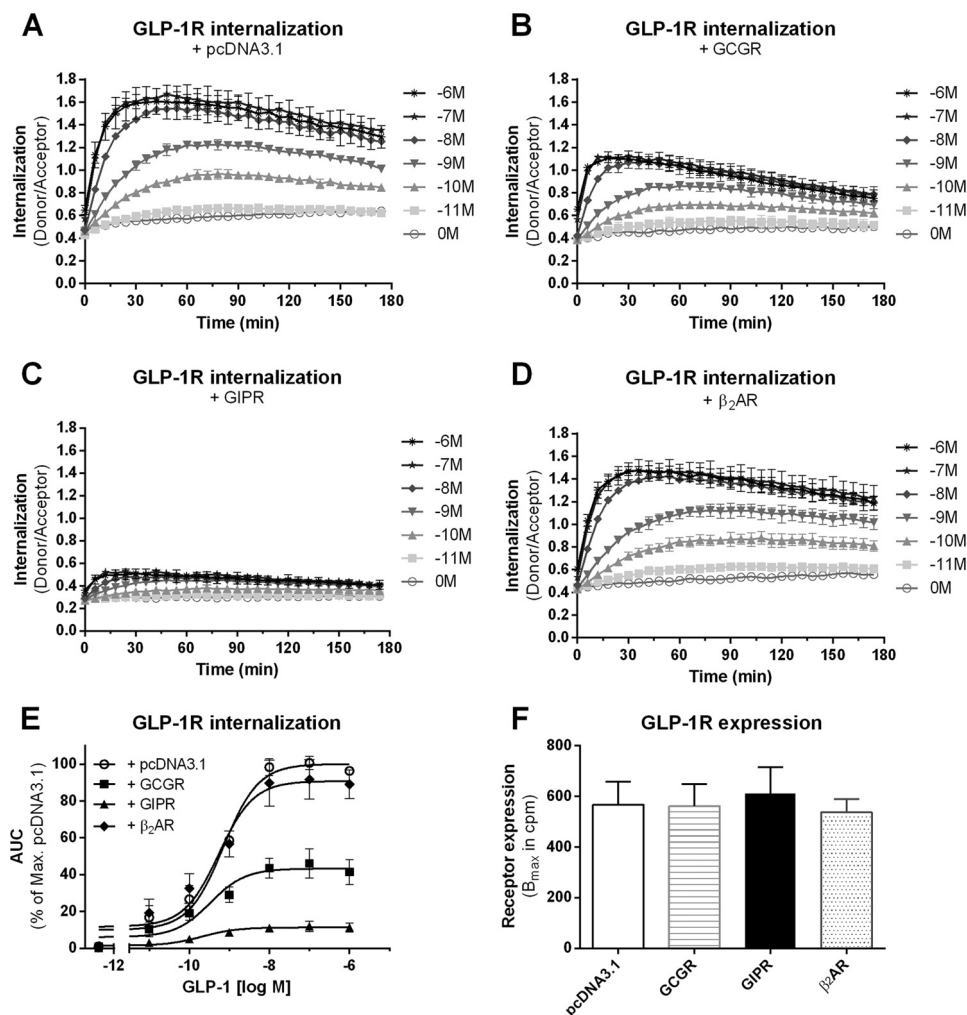 A
GLP-1R internalization
+ pcDNA3.1
Internalization
(Donor/Acceptor)
1.8
1.6
1.4
1.2
1.0
0.8
0.6
0.4
0.2
0.0
0 30 60 90 120 150 180
Time (min)
-6M
-7M
-8M
-9M
-10M
-11M
0M
B
GLP-1R internalization
+ GCGR
Internalization
(Donor/Acceptor)
1.8
1.6
1.4
1.2
1.0
0.8
0.6
0.4
0.2
0.0
0 30 60 90 120 150 180
Time (min)
-6M
-7M
-8M
-9M
-10M
-11M
0M
C
GLP-1R internalization
+ GIPR
Internalization
(Donor/Acceptor)
1.8
1.6
1.4
1.2
1.0
0.8
0.6
0.4
0.2
0.0
0 30 60 90 120 150 180
Time (min)
-6M
-7M
-8M
-9M
-10M
-11M
0M
D
GLP-1R internalization
+ β₂AR
Internalization
(Donor/Acceptor)
1.8
1.6
1.4
1.2
1.0
0.8
0.6
0.4
0.2
0.0
0 30 60 90 120 150 180
Time (min)
-6M
-7M
-8M
-9M
-10M
-11M
0M
E
GLP-1R internalization
AUC
(% of Max. pcDNA3.1)
100
80
60
40
20
0
-12 -10 -8 -6
GLP-1 [log M]
+ pcDNA3.1
+ GCGR
+ GIPR
+ β₂AR
F
GLP-1R expression
Receptor expression
(Bmax in cpm)
800
600
400
200
0
pcDNA3.1
GCGR
GIPR
β₂AR